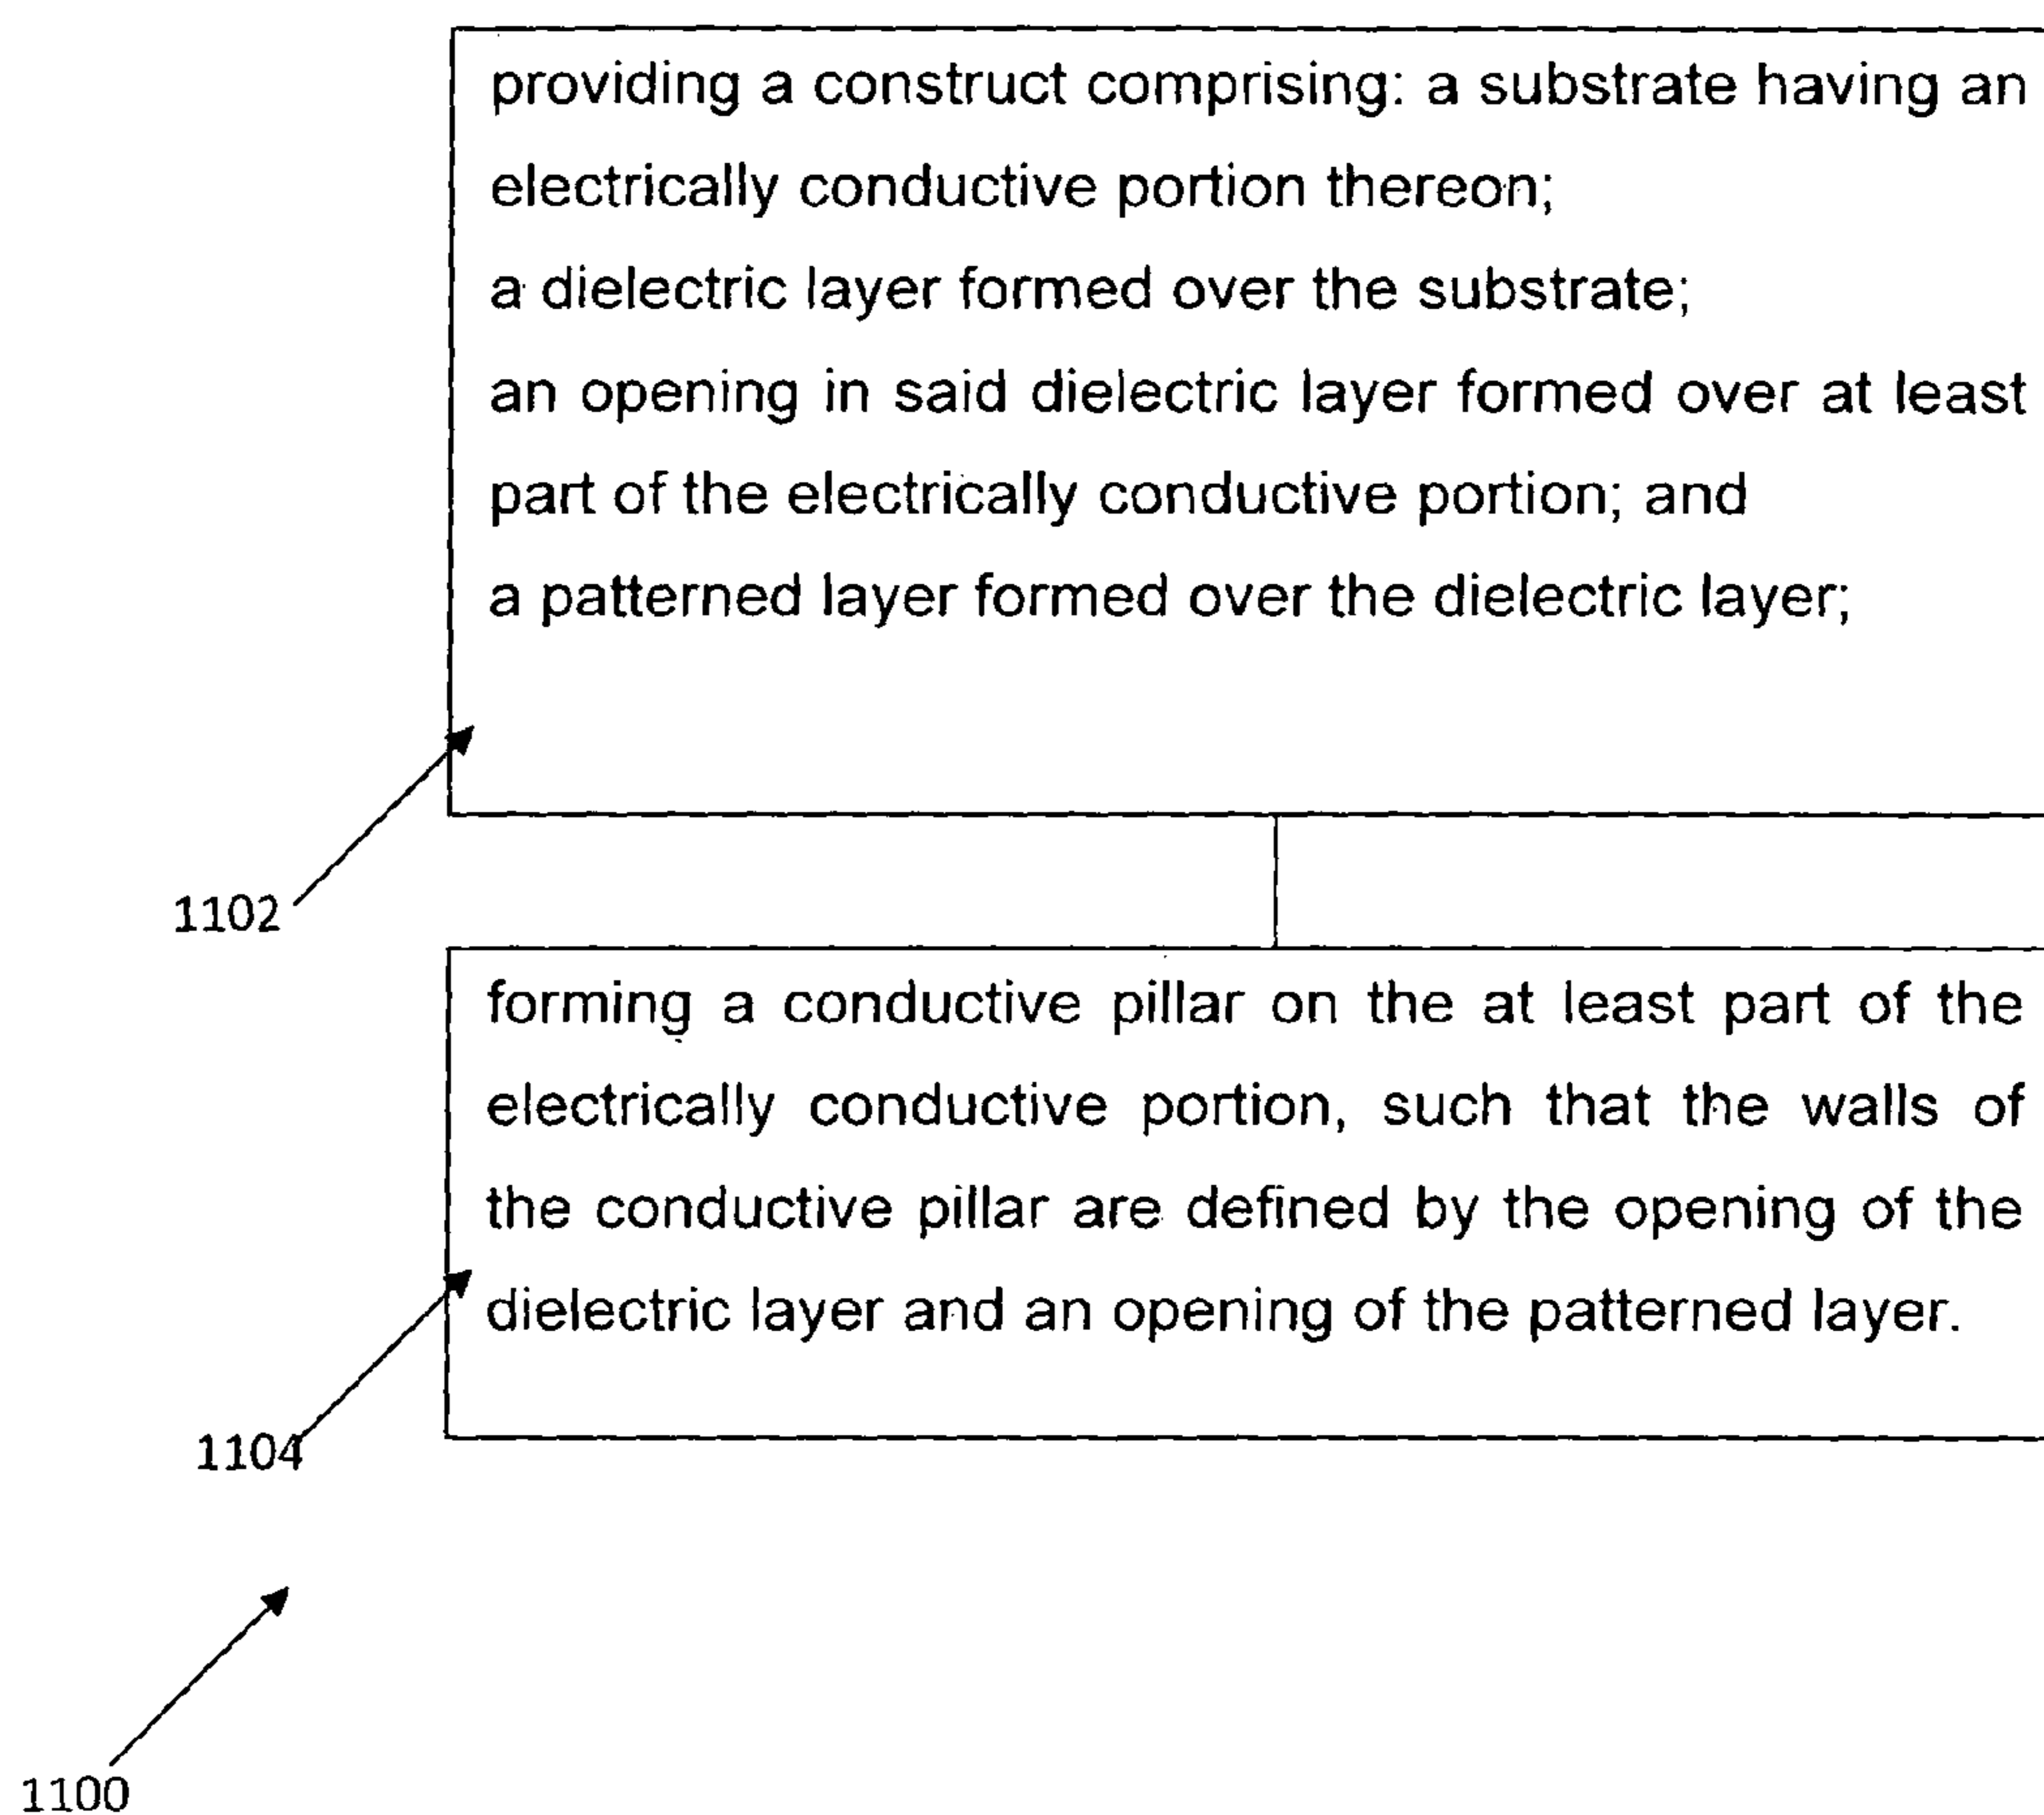 providing a construct comprising: a substrate having an
electrically conductive portion thereon;
a dielectric layer formed over the substrate;
an opening in said dielectric layer formed over at least
part of the electrically conductive portion; and
a patterned layer formed over the dielectric layer;
1102
forming a conductive pillar on the at least part of the
electrically conductive portion, such that the walls of
the conductive pillar are defined by the opening of the
dielectric layer and an opening of the patterned layer.
1104
1100